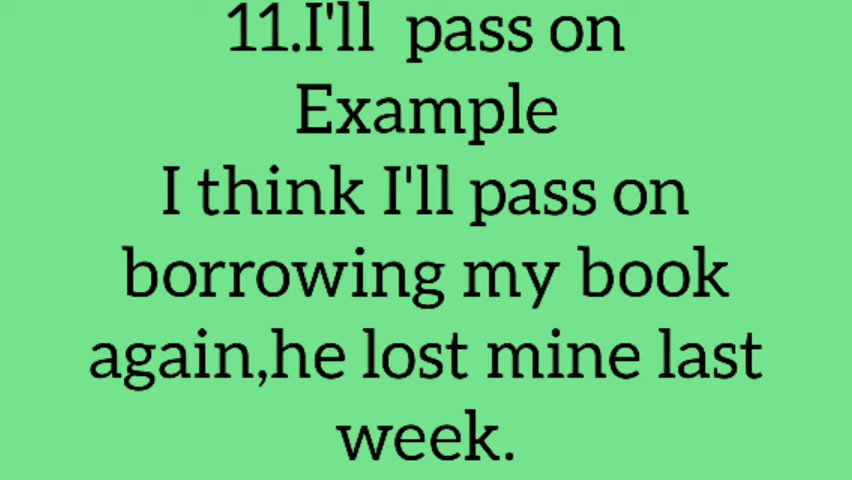 11.I'll pass on
Example
I think I'll pass on
borrowing my book
again,he lost mine last
week.